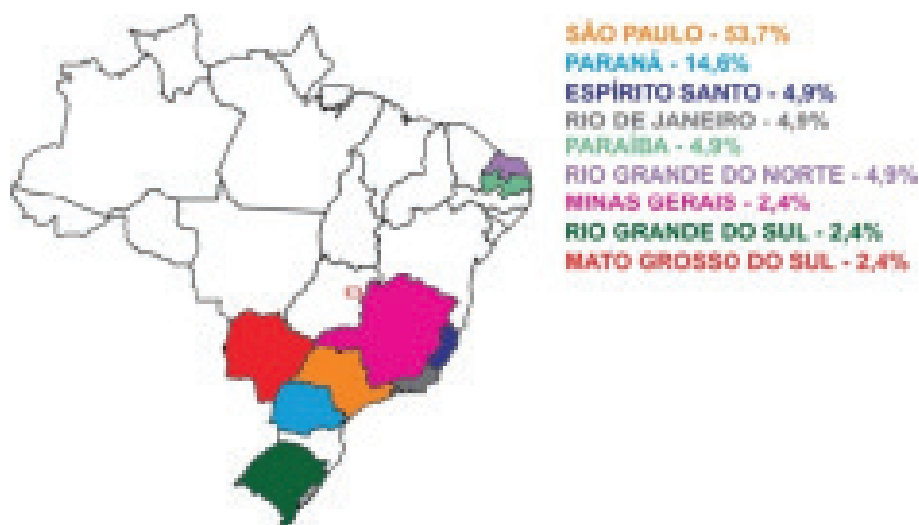 SÃO PAULO - 53,7%
PARANÁ - 14,6%
ESPÍRITO SANTO - 4,9%
RIO DE JANEIRO - 4,9%
PARAÍBA - 4,9%
RIO GRANDE DO NORTE - 4,9%
MINAS GERAIS - 2,4%
RIO GRANDE DO SUL - 2,4%
MATO GROSSO DO SUL - 2,4%